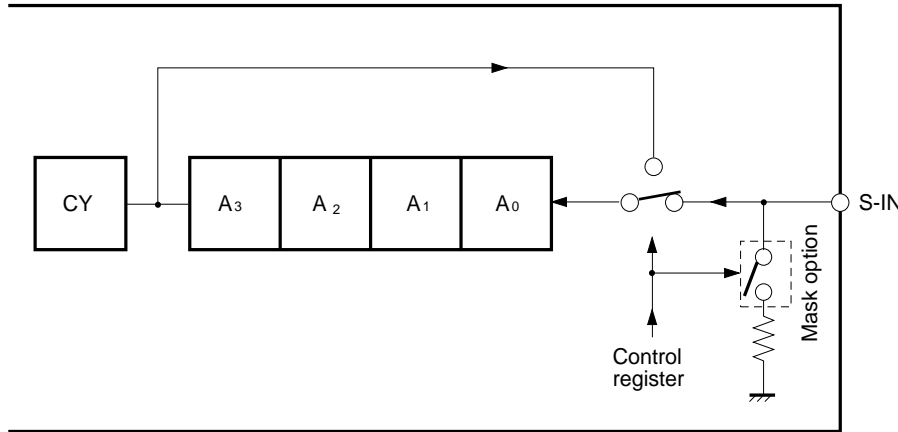 CY
A3
A2
A1
A0
S-IN
Mask option
Control
register